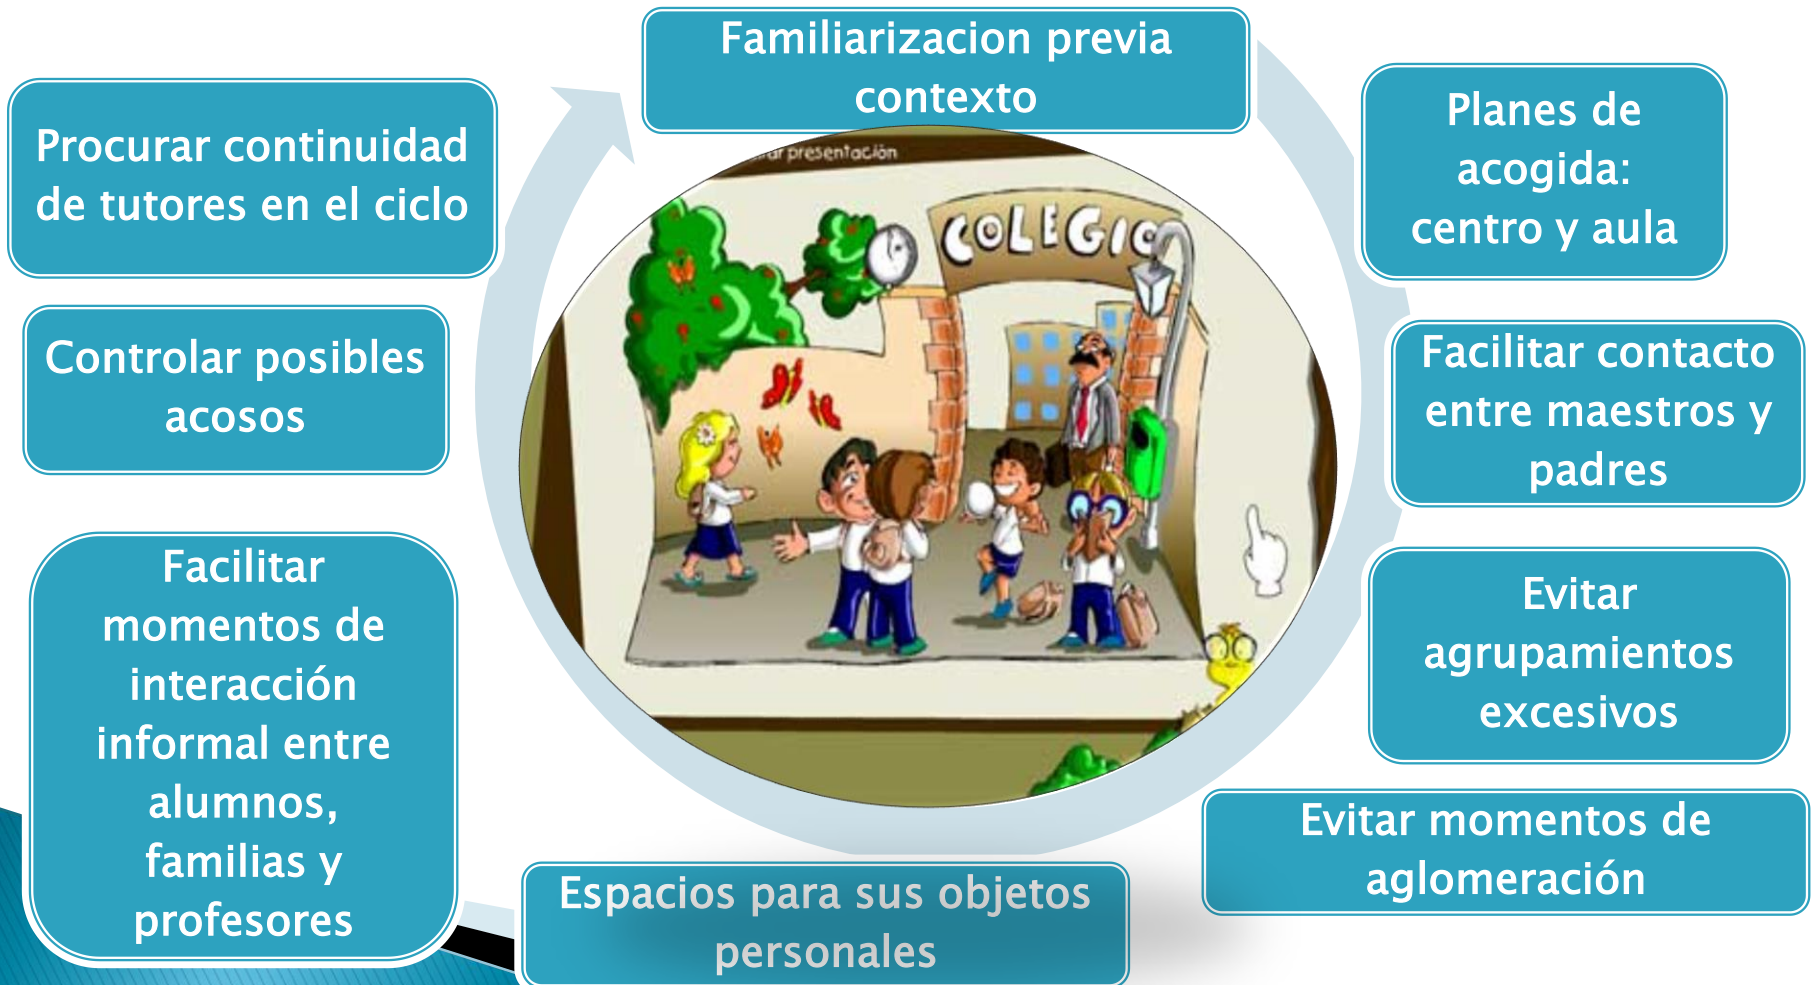 Familiarizacion previa
contexto
Planes de
acogida:
centro y aula
Facilitar contacto
entre maestros y
padres
Evitar
agrupamientos
excesivos
Evitar momentos de
aglomeración
Espacios para sus objetos
personales
Facilitar
momentos de
interacción
informal entre
alumnos,
familias y
profesores
Controlar posibles
acosos
Procurar continuidad
de tutores en el ciclo
presentación
COLEGIO